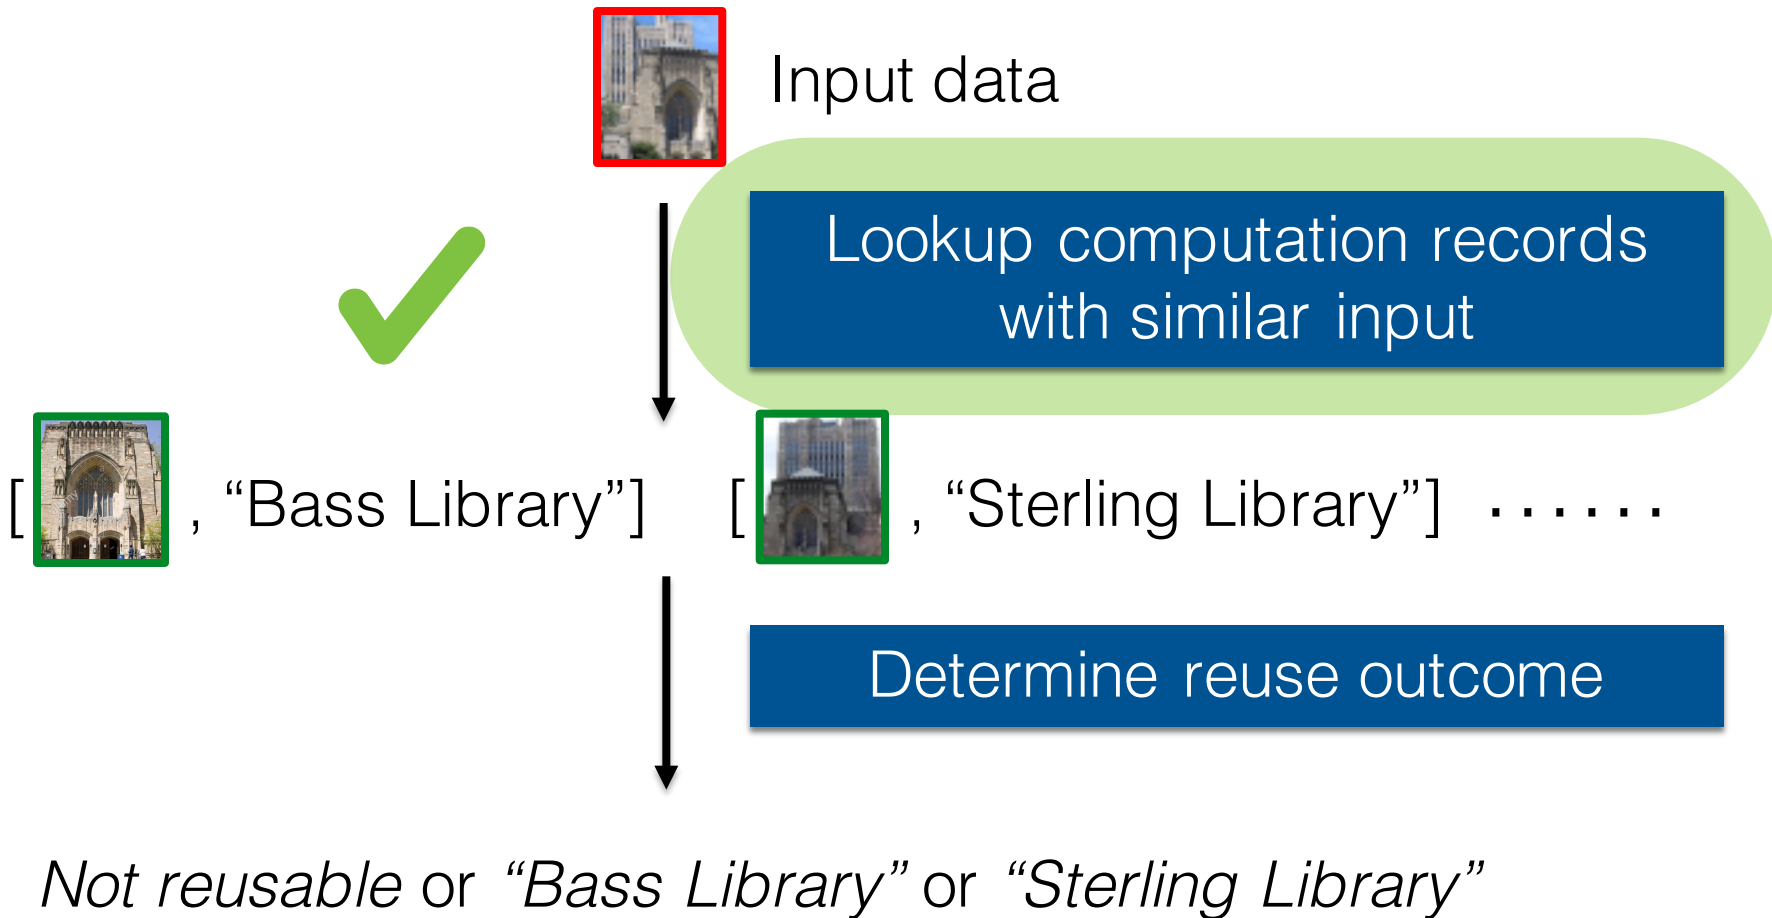 Input data
Lookup computation records
with similar input
[ , “Bass Library”] [ , “Sterling Library”] ......
Determine reuse outcome
Not reusable or “Bass Library” or “Sterling Library”